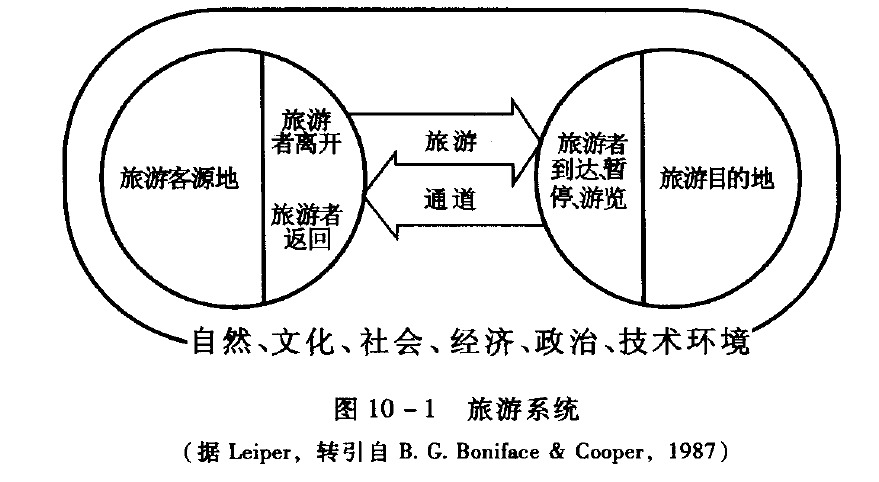 旅游客源地
旅游
者离开
旅游者
返回
旅游
通道
旅游者
到达、暂
停、游览
旅游目的地
自然、文化、社会、经济、政治、技术环境
图 10-1 旅游系统
(据 Leiper, 转引自 B. G. Boniface & Cooper, 1987)